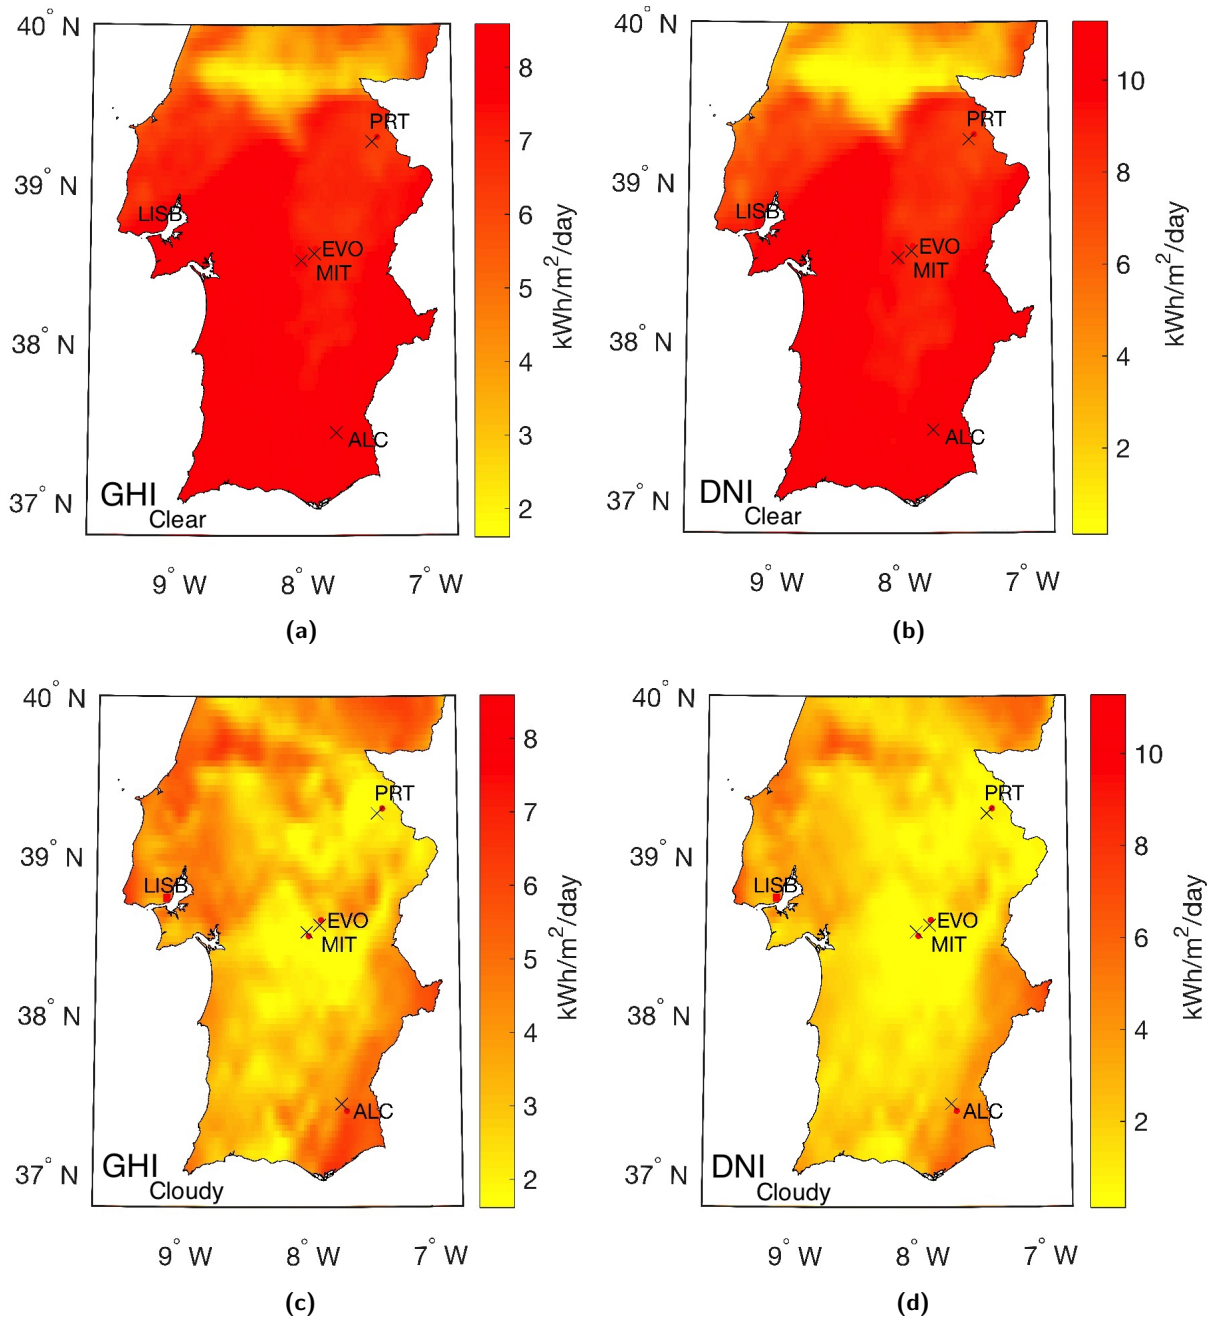 40° N
39° N
38° N
37° N
9° W
8° W
7° W
PRT
LISB
EVO
MIT
ALC
GHI Clear
8
7
6
5
4
3
2
kWh/m²/day
(a)
40° N
39° N
38° N
37° N
9° W
8° W
7° W
PRT
LISB
EVO
MIT
ALC
DNI Clear
10
8
6
4
2
kWh/m²/day
(b)
40° N
39° N
38° N
37° N
9° W
8° W
7° W
PRT
LISB
EVO
MIT
ALC
GHI Cloudy
8
7
6
5
4
3
2
kWh/m²/day
(c)
40° N
39° N
38° N
37° N
9° W
8° W
7° W
PRT
LISB
EVO
MIT
ALC
DNI Cloudy
10
8
6
4
2
kWh/m²/day
(d)